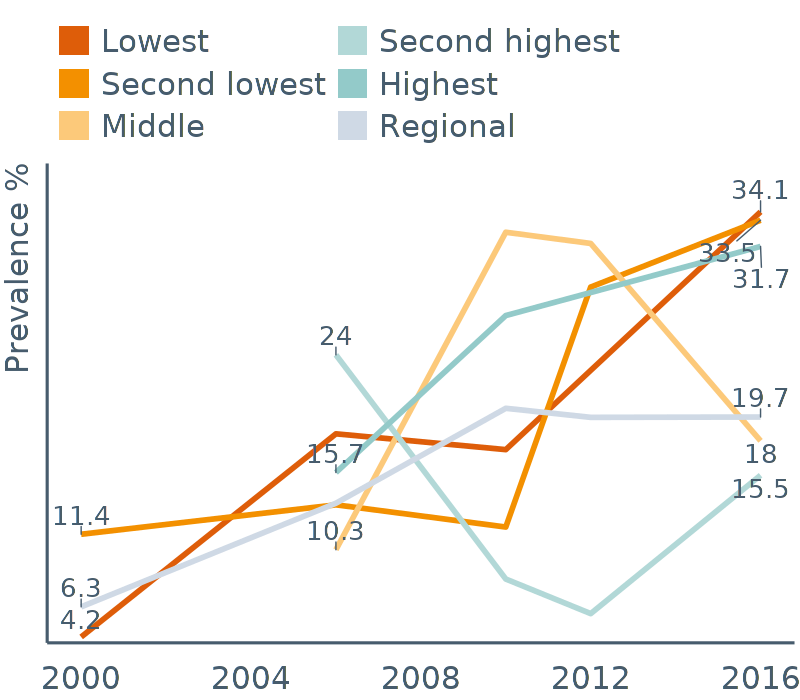 Lowest
Second highest
Second lowest
Highest
Middle
Regional
Prevalence %
34.1
33.5
31.7
24
19.7
15.7
18
15.5
11.4
10.3
6.3
4.2
2000 2004 2008 2012 2016